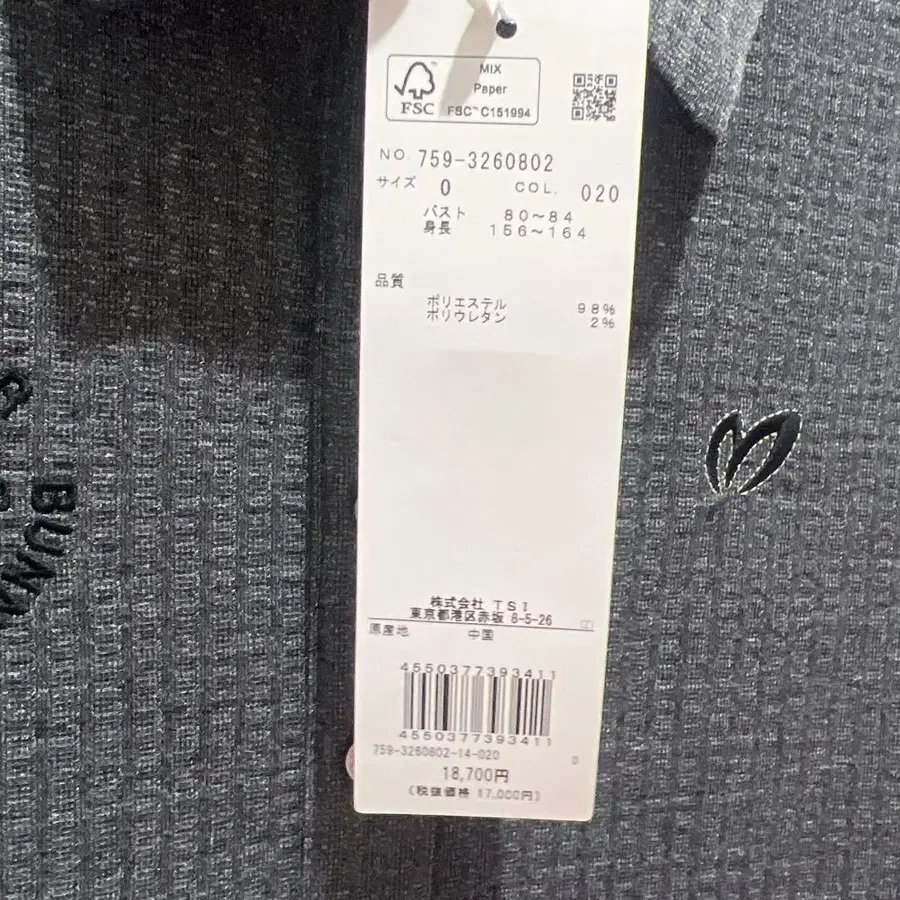 MIX
Paper
FSC
FSC™ C151994
NO. 759-3260802
サイズ 0 COL. 020
バスト 80～84
身長 156～164
品質
ポリエステル 98%
ポリウレタン 2%
株式会社 TSI
東京都港区赤坂 8-5-26
原産地 中国
4550377393411
4550377393411
759-3260802-14-020 0
18,700円
(税抜価格 17,000円)
BUN